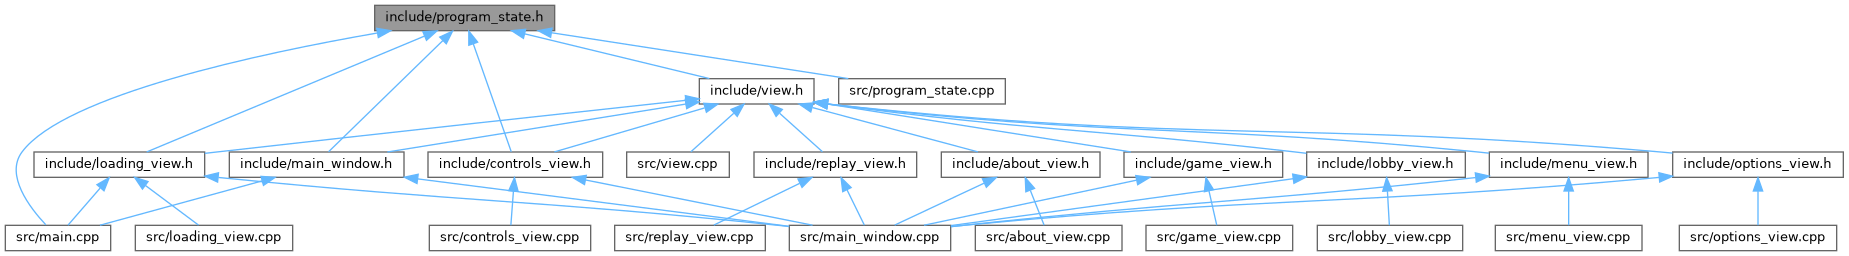 include/program_state.h
include/view.h
src/program_state.cpp
include/loading_view.h
include/main_window.h
include/controls_view.h
src/view.cpp
include/replay_view.h
include/about_view.h
include/game_view.h
include/lobby_view.h
include/menu_view.h
include/options_view.h
src/main.cpp
src/loading_view.cpp
src/controls_view.cpp
src/replay_view.cpp
src/main_window.cpp
src/about_view.cpp
src/game_view.cpp
src/lobby_view.cpp
src/menu_view.cpp
src/options_view.cpp